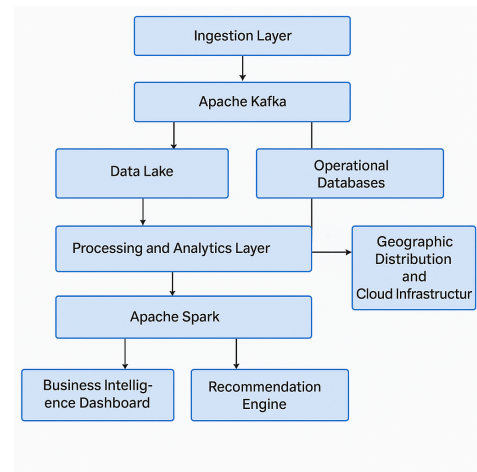 Ingestion Layer
Apache Kafka
Data Lake
Operational
Databases
Processing and Analytics Layer
Geographic
Distribution
and
Cloud Infrastructur
Apache Spark
Business Intellig-
ence Dashboard
Recommendation
Engine